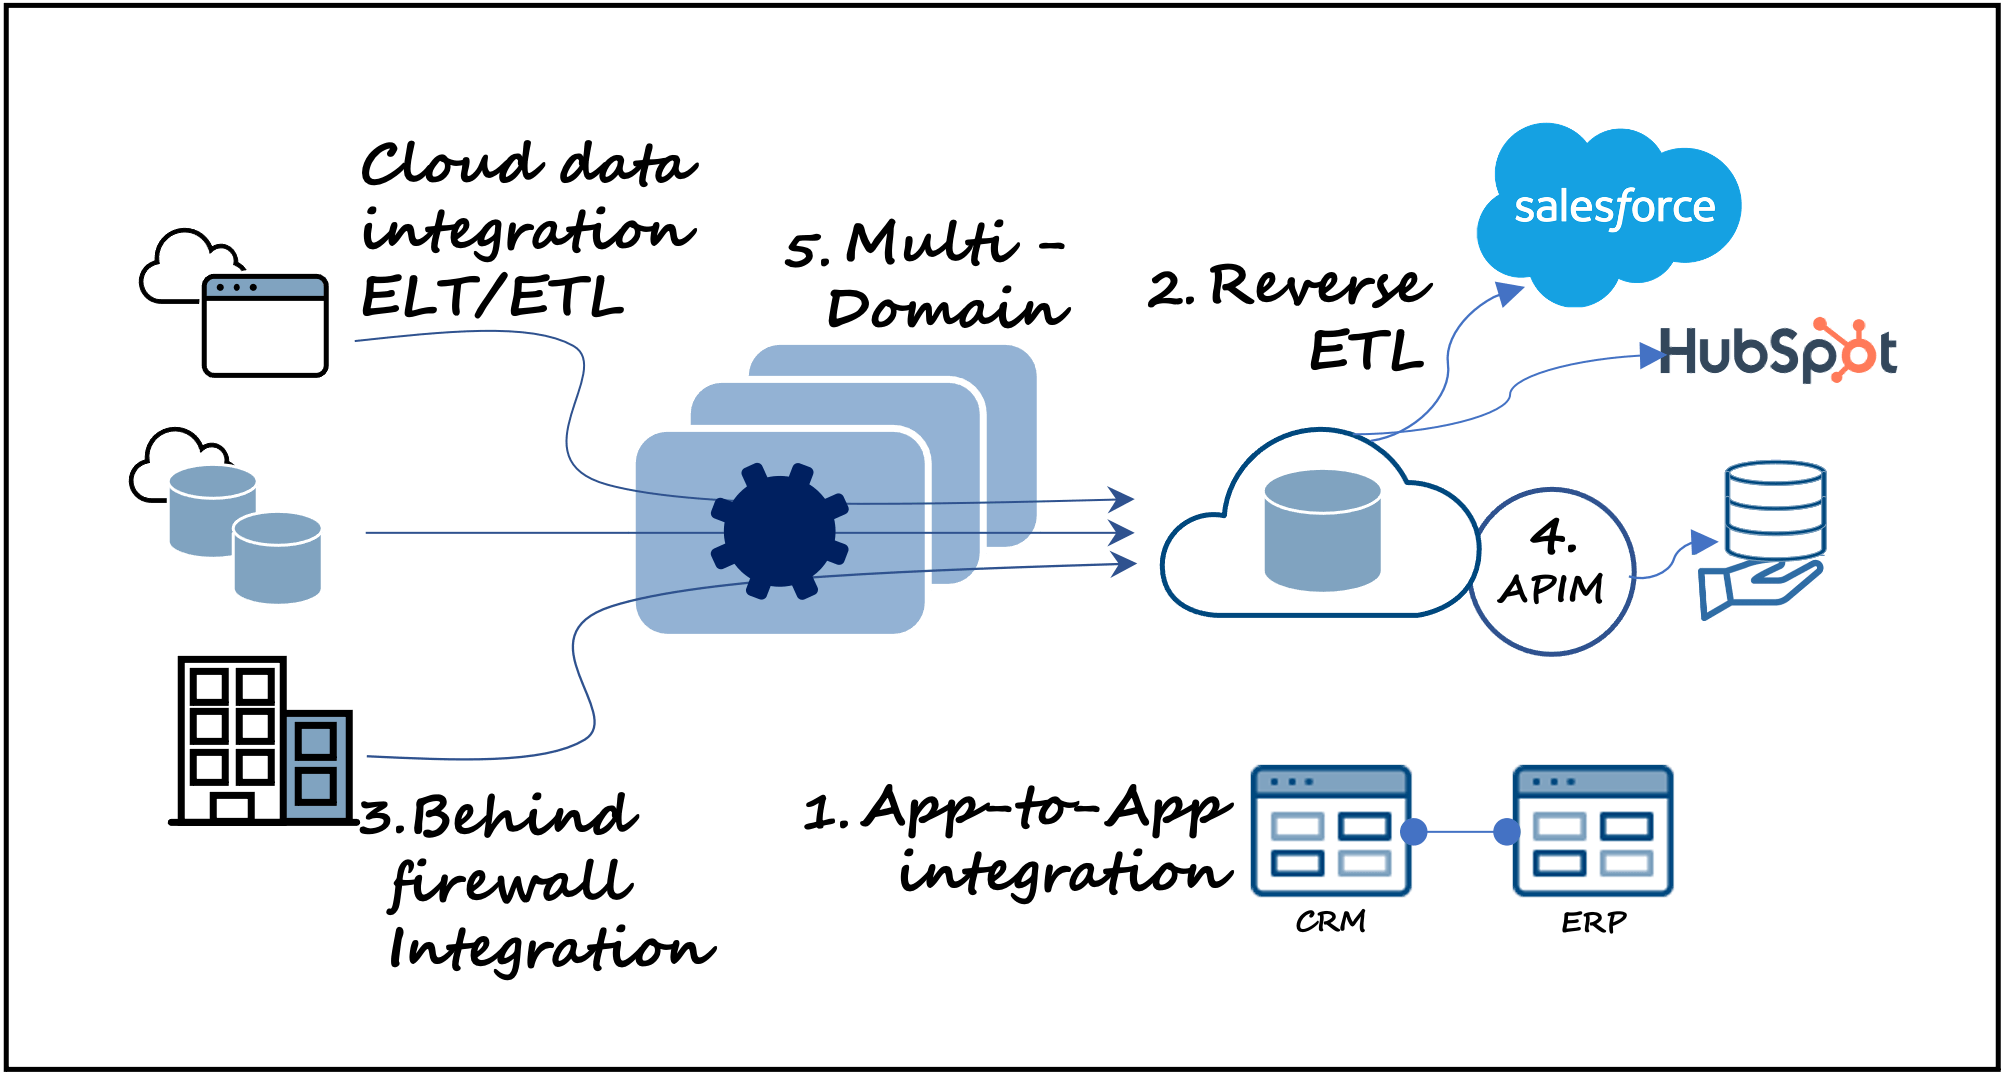 Cloud data
integration
ELT/ETL
5. Multi -
Domain
2. Reverse
ETL
salesforce
HubSpot
4.
APIM
3. Behind
firewall
Integration
1. App-to-App
integration
CRM
ERP